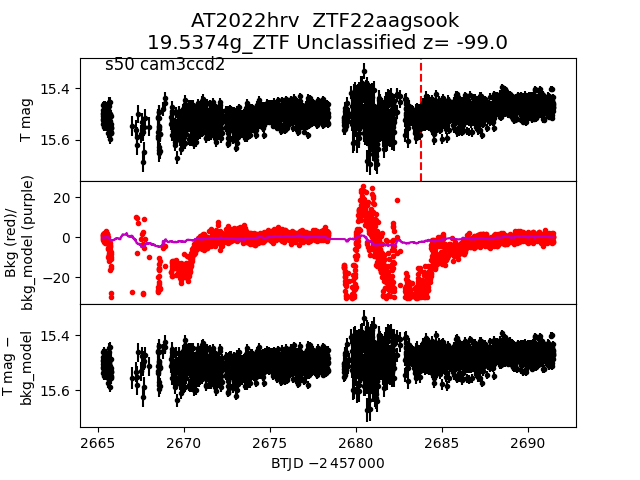 AT2022hrv  ZTF22aagsook
19.5374g_ZTF Unclassified z= -99.0
s50 cam3ccd2
T mag
15.4
15.6
Bkg (red)/
bkg_model (purple)
20
0
−20
T mag −
bkg_model
15.4
15.6
2665 2670 2675 2680 2685 2690
BTJD −2 457 000